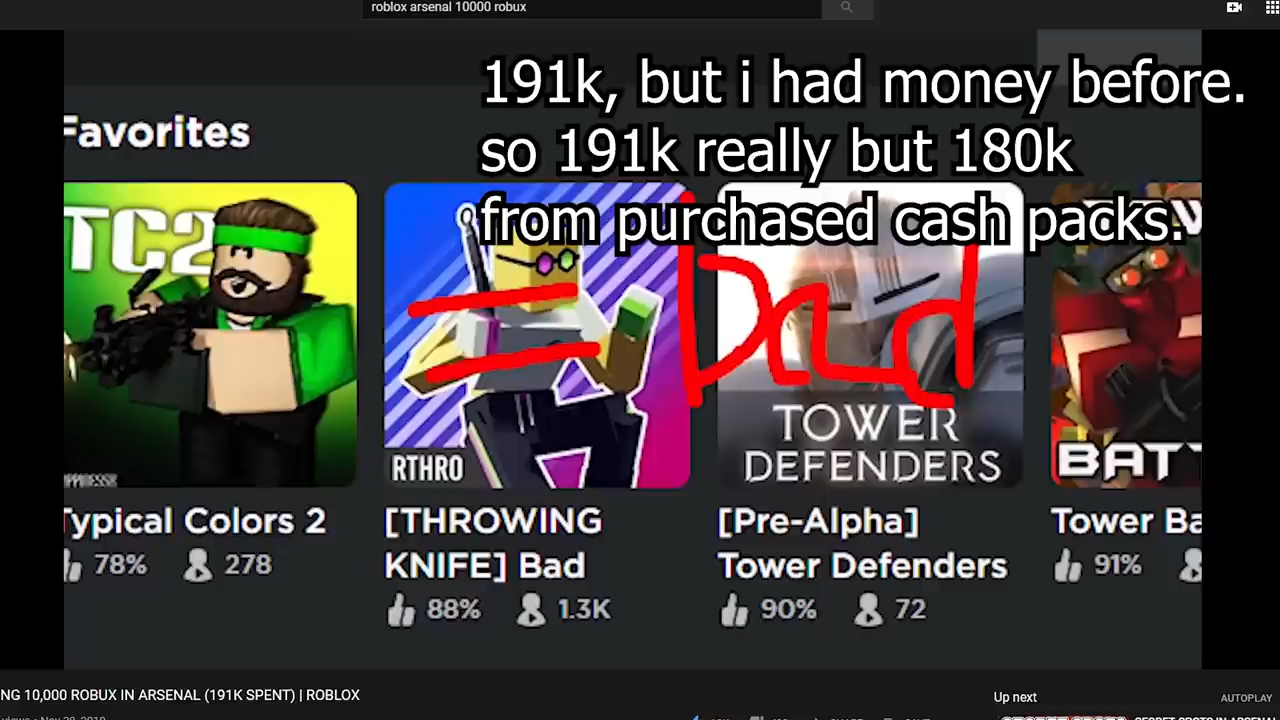 roblox arsenal 10000 robux
191k, but i had money before.
so 191k really but 180k
from purchased cash packs.
Favorites
TC2
= Dad
RTHRO
TOWER
DEFENDERS
BATT
Typical Colors 2
[THROWING
KNIFE] Bad
[Pre-Alpha]
Tower Defenders
Tower Ba
78% 278
88% 1.3K
90% 72
91%
NG 10,000 ROBUX IN ARSENAL (191K SPENT) | ROBLOX
Up next
AUTOPLAY